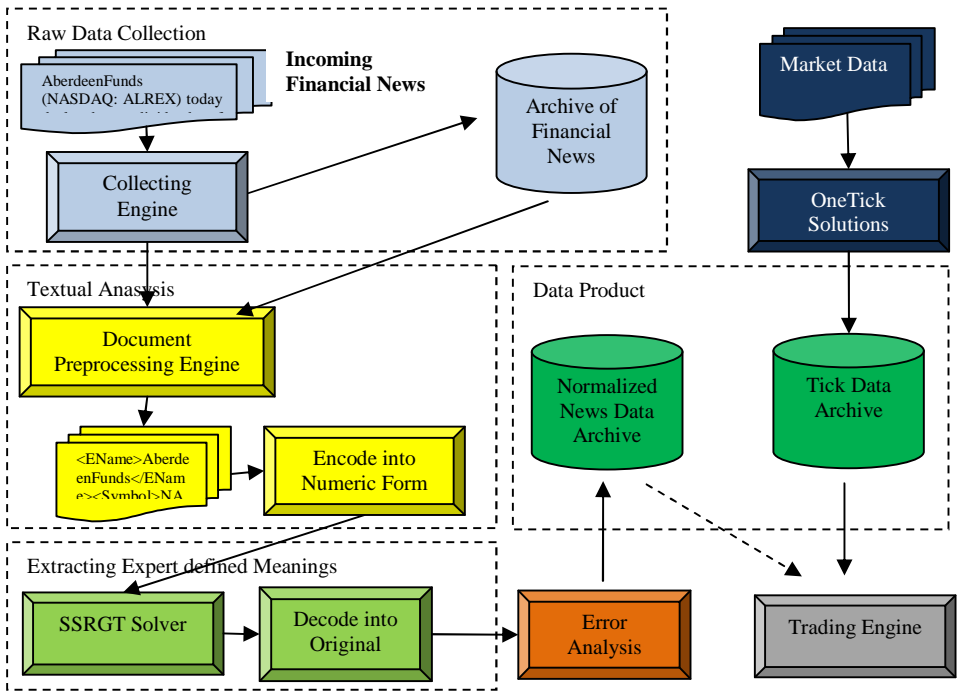 Raw Data Collection
AberdeenFunds
(NASDAQ: ALREX) today
Incoming
Financial News
Archive of
Financial
News
Market Data
Collecting
Engine
OneTick
Solutions
Textual Anasysis
Document
Preprocessing Engine
<EName>Aberde
enFunds</ENam
e><Symbol>NA
Encode into
Numeric Form
Data Product
Normalized
News Data
Archive
Tick Data
Archive
Extracting Expert defined Meanings
SSRGT Solver
Decode into
Original
Error
Analysis
Trading Engine